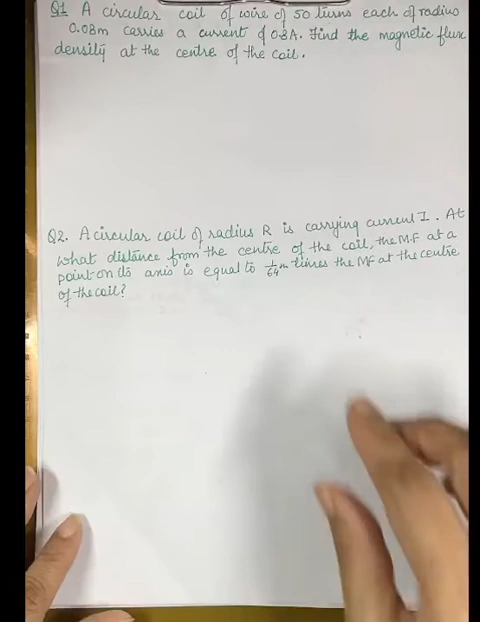 Q1 A circular coil of wire of 50 turns each of radius
0.08m carries a current of 0.8A. Find the magnetic flux
density at the centre of the coil.
Q2. A circular coil of radius R is carrying current I. At
what distance from the centre of the coil, the M.F at a
point on its axis is equal to 1/64 th times the MF at the centre
of the coil?